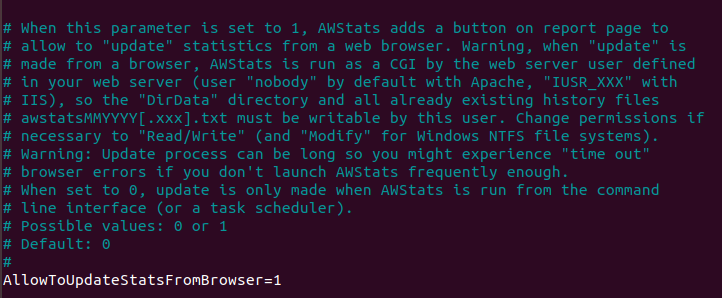 # When this parameter is set to 1, AWStats adds a button on report page to
# allow to "update" statistics from a web browser. Warning, when "update" is
# made from a browser, AWStats is run as a CGI by the web server user defined
# in your web server (user "nobody" by default with Apache, "IUSR_XXX" with
# IIS), so the "DirData" directory and all already existing history files
# awstatsMMYYYY[.xxx].txt must be writable by this user. Change permissions if
# necessary to "Read/Write" (and "Modify" for Windows NTFS file systems).
# Warning: Update process can be long so you might experience "time out"
# browser errors if you don't launch AWStats frequently enough.
# When set to 0, update is only made when AWStats is run from the command
# line interface (or a task scheduler).
# Possible values: 0 or 1
# Default: 0
#
AllowToUpdateStatsFromBrowser=1